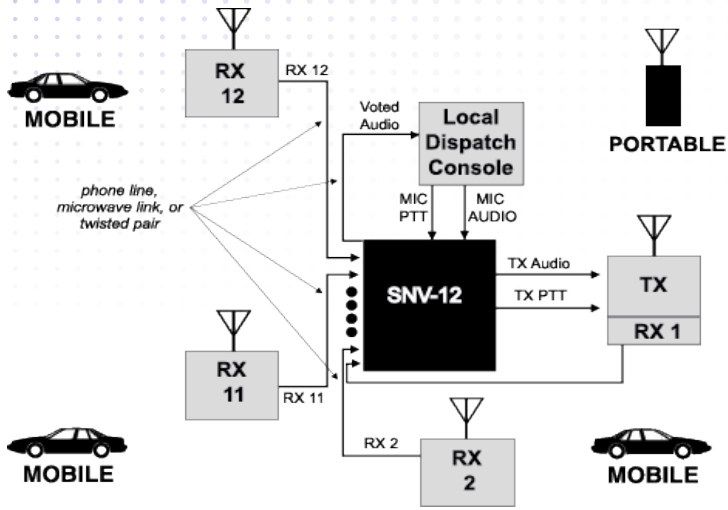 RX
12
RX 12
MOBILE
Voted
Audio
Local
Dispatch
Console
PORTABLE
phone line,
microwave link, or
twisted pair
MIC
PTT
MIC
AUDIO
SNV-12
TX Audio
TX PTT
TX
RX 1
RX
11
RX 11
RX 2
RX
2
MOBILE
MOBILE